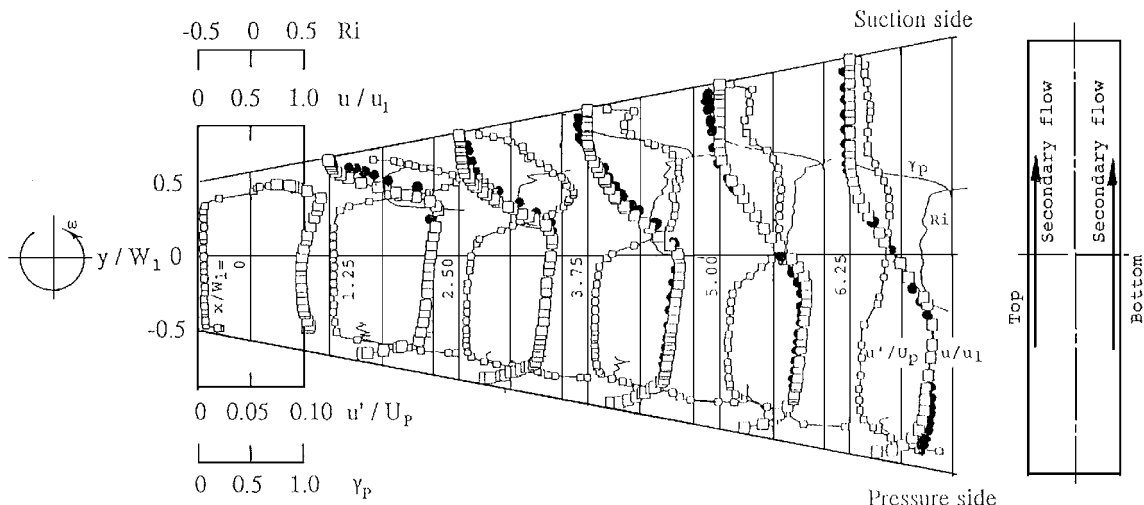 Suction side
-0.5 0 0.5 Ri
0 0.5 1.0 u/u₁
0.5
ω
y/W₁ 0
-0.5
x/W₁=
0
1.25
2.50
3.75
5.00
6.25
γₚ
Ri
u'/Uₚ
u/u₁
0 0.05 0.10 u'/Uₚ
0 0.5 1.0 γₚ
Pressure side
Top
Secondary flow
Secondary flow
Bottom